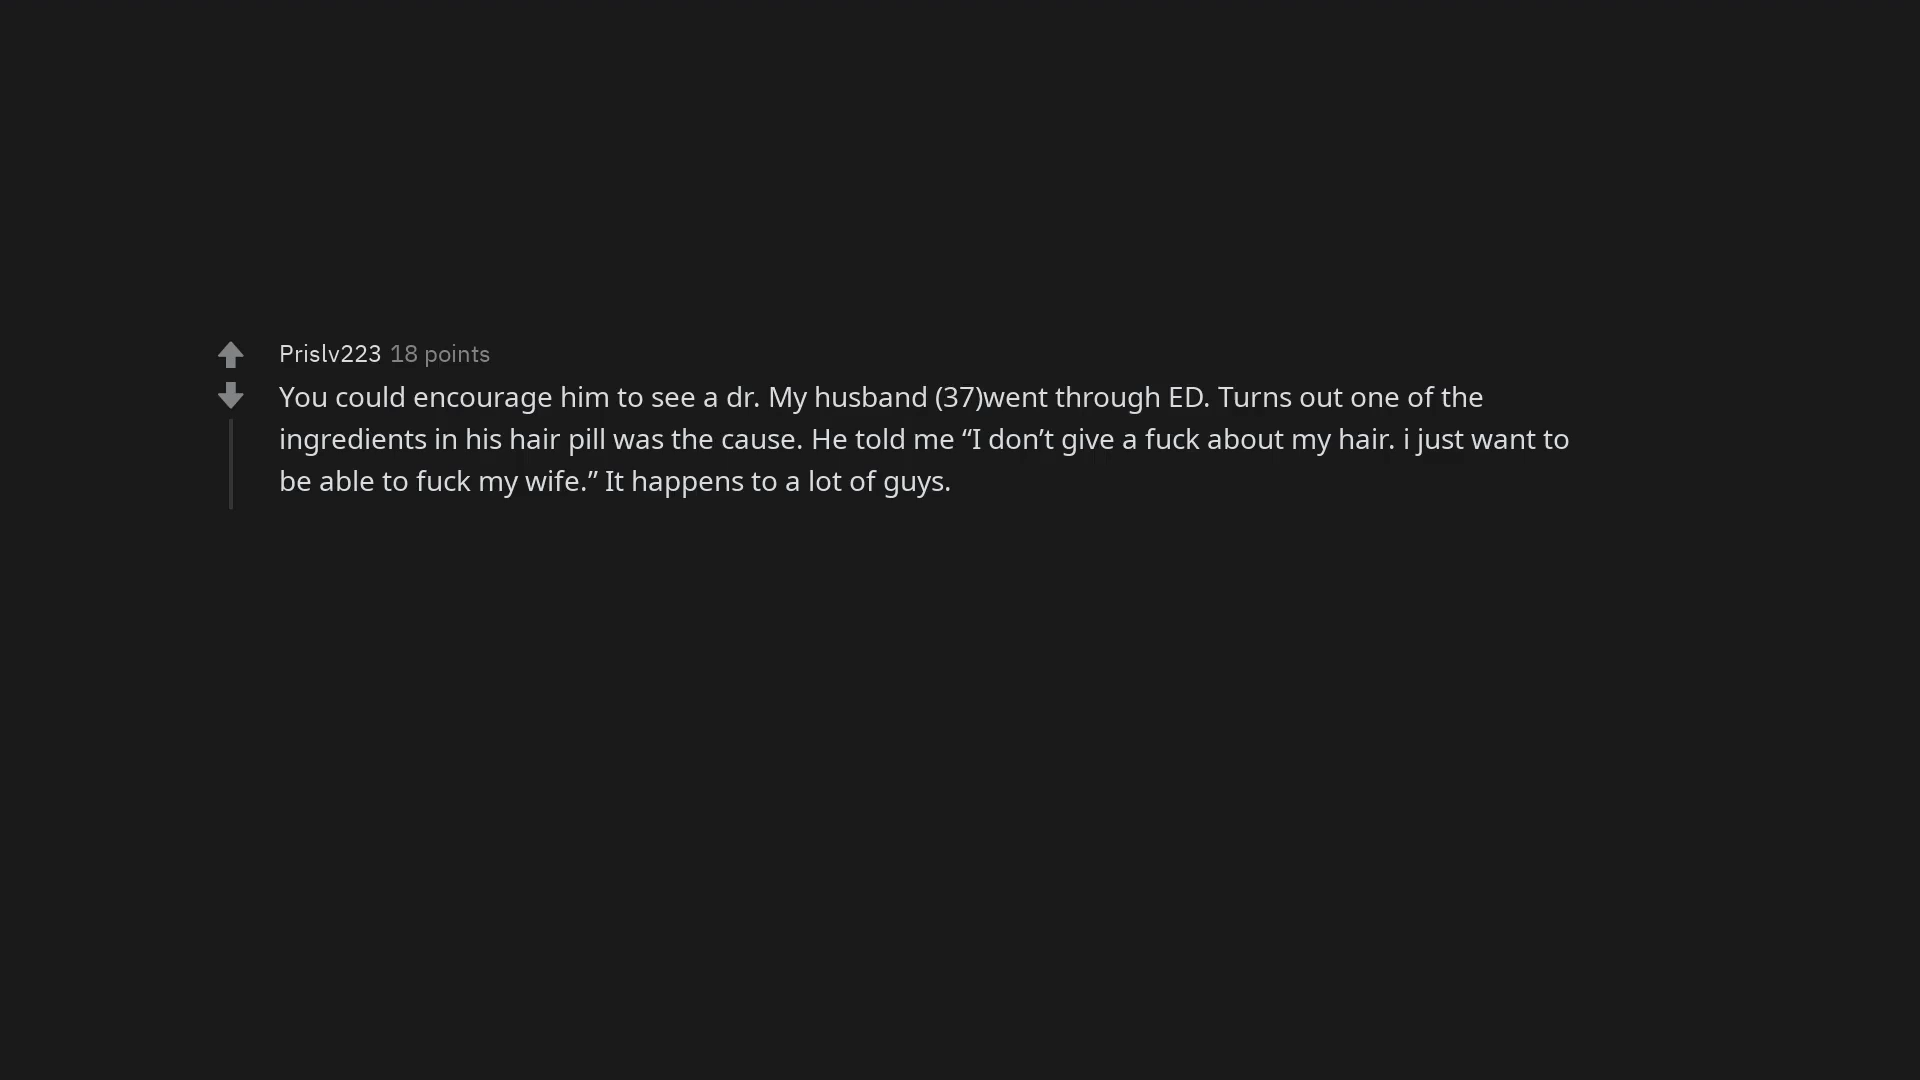 Prislv223 18 points
You could encourage him to see a dr. My husband (37)went through ED. Turns out one of the
ingredients in his hair pill was the cause. He told me “I don’t give a fuck about my hair. i just want to
be able to fuck my wife.” It happens to a lot of guys.